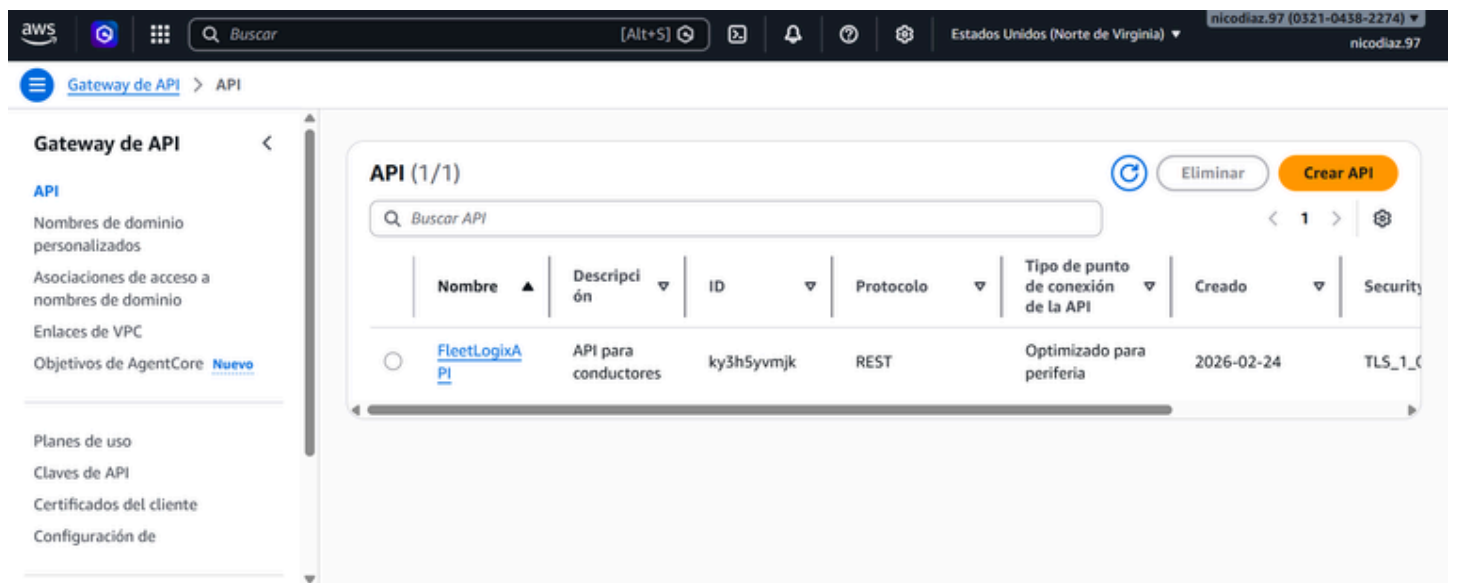 aws
Buscar
[Alt+S]
Estados Unidos (Norte de Virginia)
nicodiaz.97 (0321-0438-2274)
nicodiaz.97
Gateway de API > API
Gateway de API
API
Nombres de dominio
personalizados
Asociaciones de acceso a
nombres de dominio
Enlaces de VPC
Objetivos de AgentCore Nuevo
Planes de uso
Claves de API
Certificados del cliente
Configuración de
API (1/1)
Eliminar
Crear API
Buscar API
1
Nombre
Descripci
ón
ID
Protocolo
Tipo de punto
de conexión
de la API
Creado
Security
FleetLogixA
PI
API para
conductores
ky3h5yvmjk
REST
Optimizado para
periferia
2026-02-24
TLS_1_